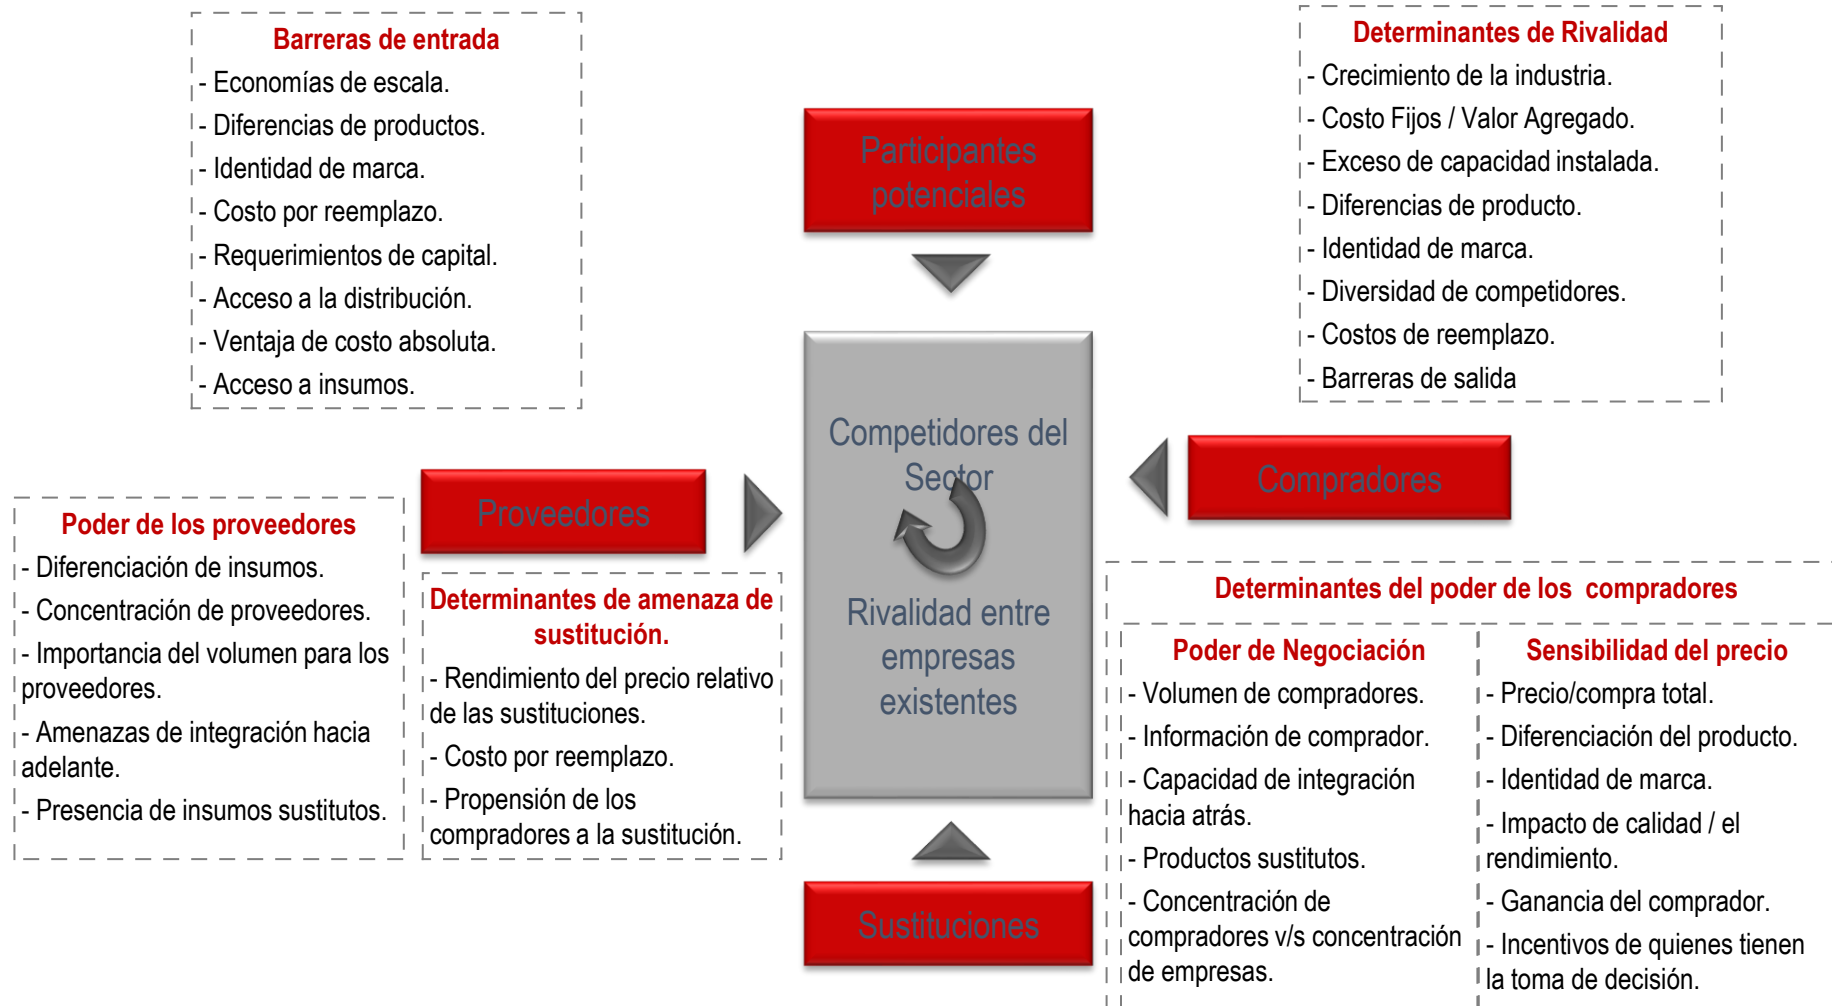 Barreras de entrada
- Economías de escala.
- Diferencias de productos.
- Identidad de marca.
- Costo por reemplazo.
- Requerimientos de capital.
- Acceso a la distribución.
- Ventaja de costo absoluta.
- Acceso a insumos.
Participantes
potenciales
Determinantes de Rivalidad
- Crecimiento de la industria.
- Costo Fijos / Valor Agregado.
- Exceso de capacidad instalada.
- Diferencias de producto.
- Identidad de marca.
- Diversidad de competidores.
- Costos de reemplazo.
- Barreras de salida
Proveedores
Competidores del
Sector
Rivalidad entre
empresas
existentes
Compradores
Poder de los proveedores
- Diferenciación de insumos.
- Concentración de proveedores.
- Importancia del volumen para los
proveedores.
- Amenazas de integración hacia
adelante.
- Presencia de insumos sustitutos.
Determinantes de amenaza de
sustitución.
- Rendimiento del precio relativo
de las sustituciones.
- Costo por reemplazo.
- Propensión de los
compradores a la sustitución.
Sustituciones
Determinantes del poder de los  compradores
Poder de Negociación
- Volumen de compradores.
- Información de comprador.
- Capacidad de integración
hacia atrás.
- Productos sustitutos.
- Concentración de
compradores v/s concentración
de empresas.
Sensibilidad del precio
- Precio/compra total.
- Diferenciación del producto.
- Identidad de marca.
- Impacto de calidad / el
rendimiento.
- Ganancia del comprador.
- Incentivos de quienes tienen
la toma de decisión.